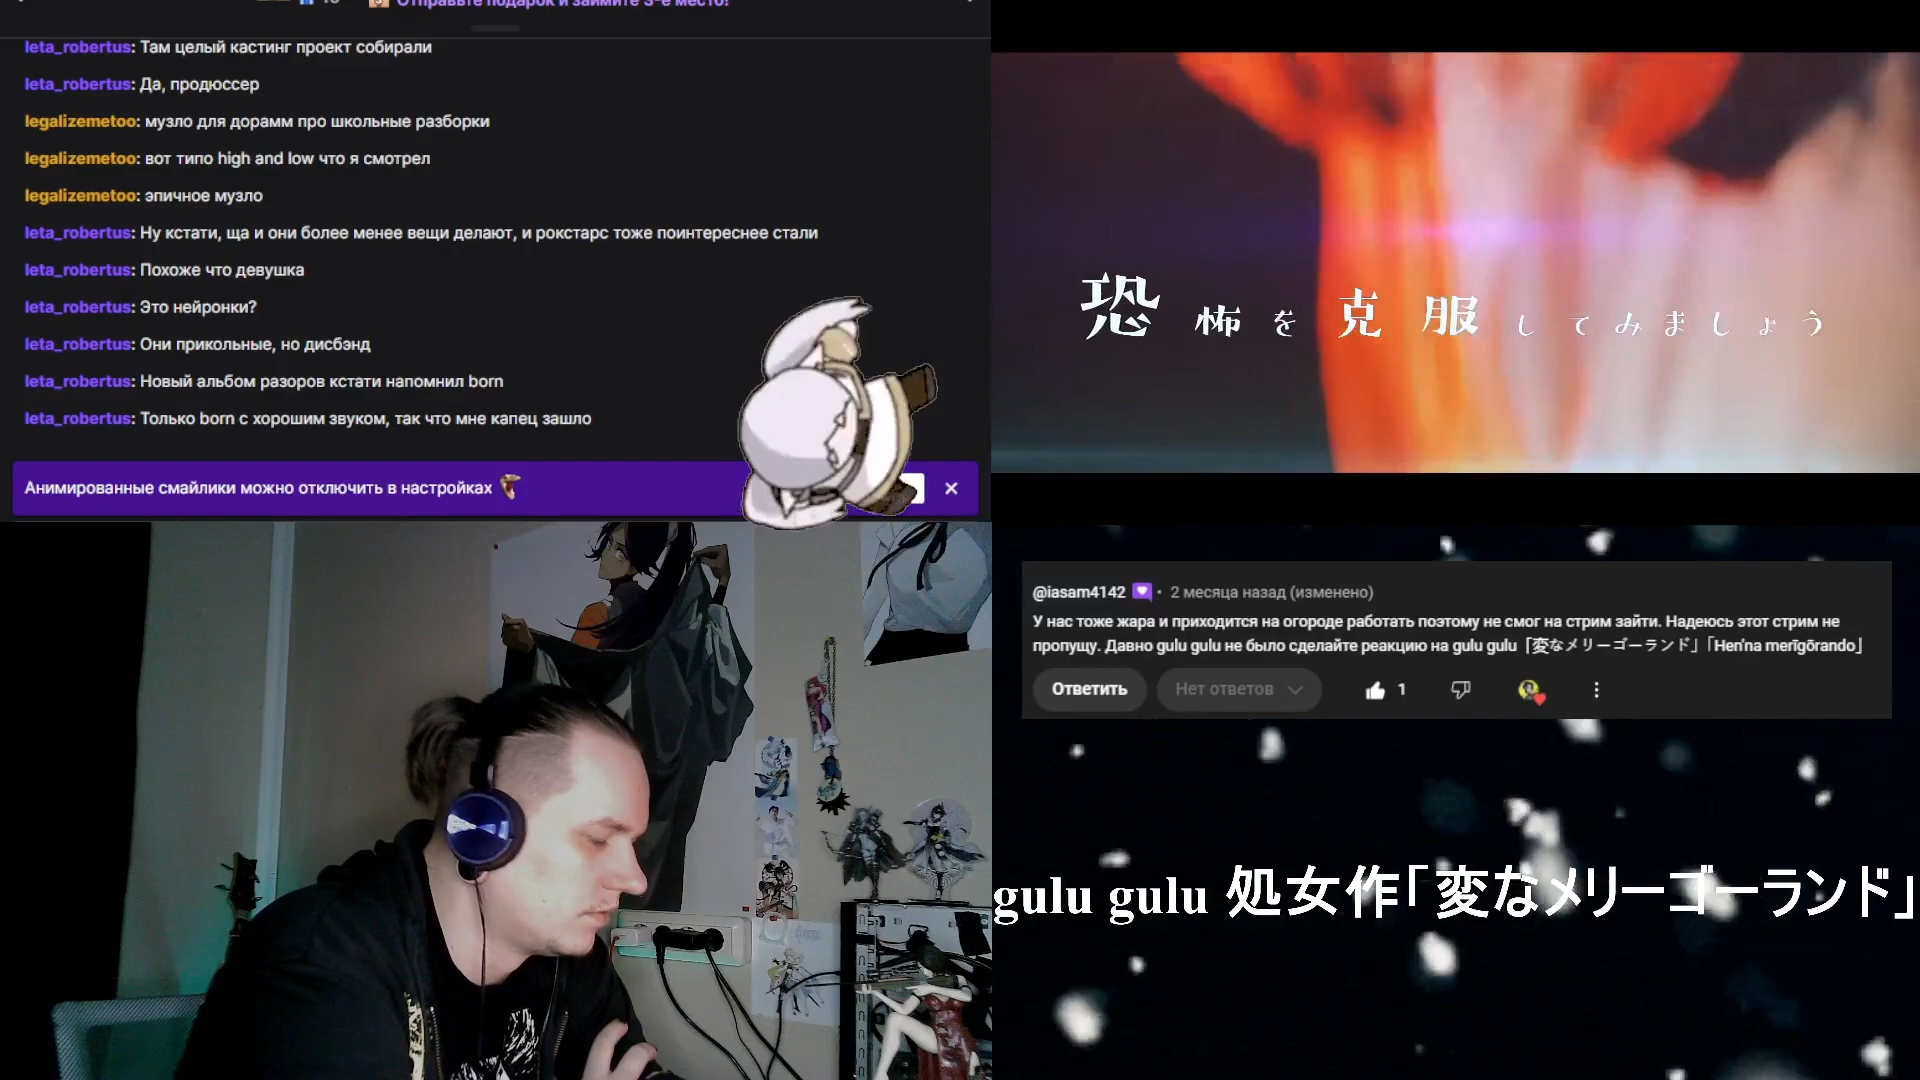 Отправьте подарок и займите 3-е место!
leta_robertus: Там целый кастинг проект собирали
leta_robertus: Да, продюссер
legalizemetoo: музло для дорамм про школьные разборки
legalizemetoo: вот типо high and low что я смотрел
legalizemetoo: эпичное музло
leta_robertus: Ну кстати, ща и они более менее вещи делают, и рокстарс тоже поинтереснее стали
leta_robertus: Похоже что девушка
leta_robertus: Это нейронки?
leta_robertus: Они прикольные, но дисбэнд
leta_robertus: Новый альбом разоров кстати напомнил born
leta_robertus: Только born с хорошим звуком, так что мне капец зашло
Анимированные смайлики можно отключить в настройках
恐怖を克服してみましょう
@iasam4142 • 2 месяца назад (изменено)
У нас тоже жара и приходится на огороде работать поэтому не смог на стрим зайти. Надеюсь этот стрим не
пропущу. Давно gulu gulu не было сделайте реакцию на gulu gulu「変なメリーゴーランド」「Hen'na merīgōrando」
Ответить Нет ответов 1
gulu gulu 処女作「変なメリーゴーランド」